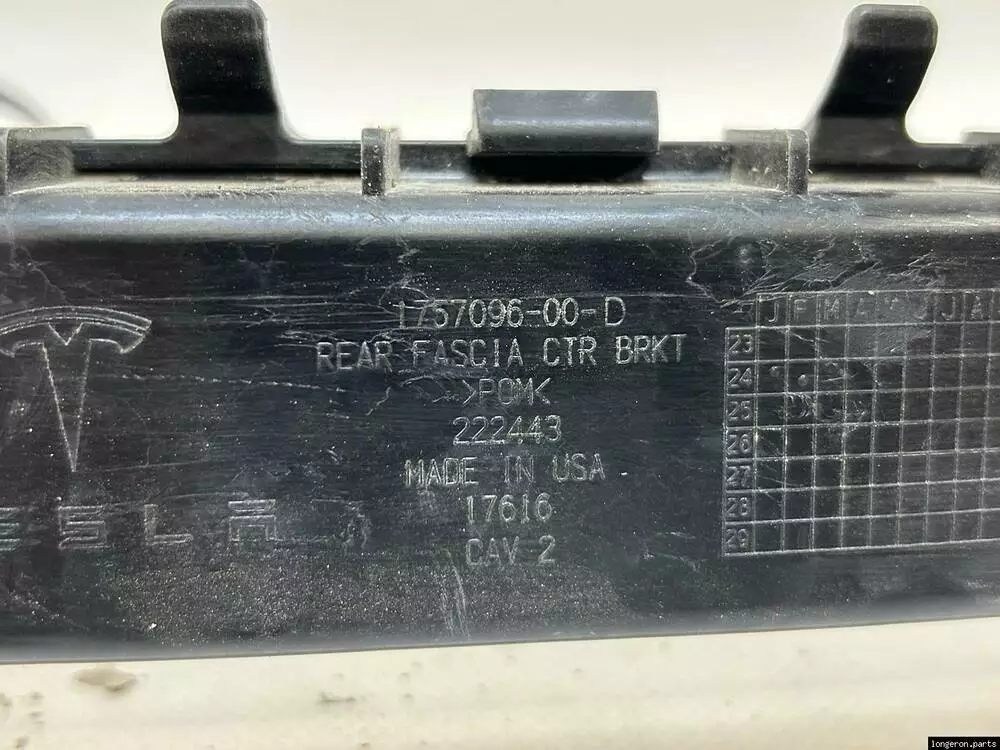 1757096-00-D
REAR FASCIA CTR BRKT
>POM<
222443
MADE IN USA
17616
CAV 2
ESLA
J F M A M J J A
23
24
25
26
27
28
29
longeron.parts